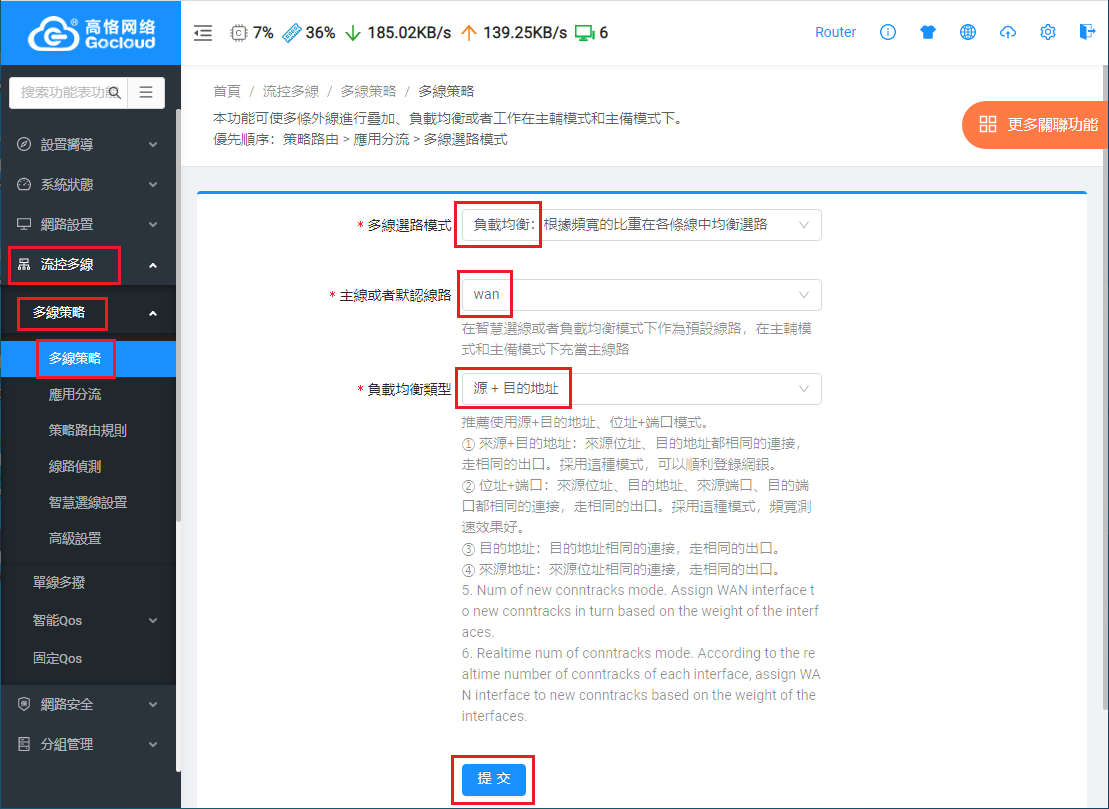 高恪网络
Gocloud
7% 36% 185.02KB/s 139.25KB/s 6
Router
搜索功能表功能
設置嚮導
系統狀態
網路設置
流控多線
多線策略
多線策略
應用分流
策略路由規則
線路偵測
智慧選線設置
高級設置
單線多撥
智能Qos
固定Qos
網路安全
分組管理
首頁 / 流控多線 / 多線策略 / 多線策略
本功能可使多條外線進行疊加、負載均衡或者工作在主輔模式和主備模式下。
優先順序：策略路由 > 應用分流 > 多線選路模式
更多關聯功能
* 多線選路模式
負載均衡：根據頻寬的比重在各條線中均衡選路
* 主線或者默認線路
wan
在智慧選線或者負載均衡模式下作為預設線路，在主輔模
式和主備模式下充當主線路
* 負載均衡類型
源 + 目的地址
推薦使用源+目的地址、位址+端口模式。
① 來源+目的地址：來源位址、目的地址都相同的連接，
走相同的出口。採用這種模式，可以順利登錄網銀。
② 位址+端口：來源位址、目的地址、來源端口、目的端
口都相同的連接，走相同的出口。採用這種模式，頻寬測
速效果好。
③ 目的地址：目的地址相同的連接，走相同的出口。
④ 來源地址：來源位址相同的連接，走相同的出口。
5. Num of new conntracks mode. Assign WAN interface t
o new conntracks in turn based on the weight of the interf
aces.
6. Realtime num of conntracks mode. According to the re
altime number of conntracks of each interface, assign WA
N interface to new conntracks based on the weight of the
interfaces.
提 交